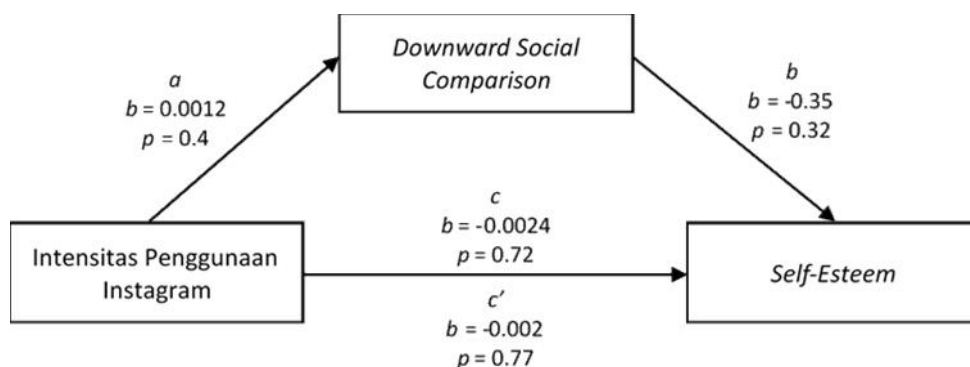 Downward Social
Comparison
a
b = 0.0012
p = 0.4
b
b = -0.35
p = 0.32
c
b = -0.0024
p = 0.72
Intensitas Penggunaan
Instagram
Self-Esteem
c'
b = -0.002
p = 0.77